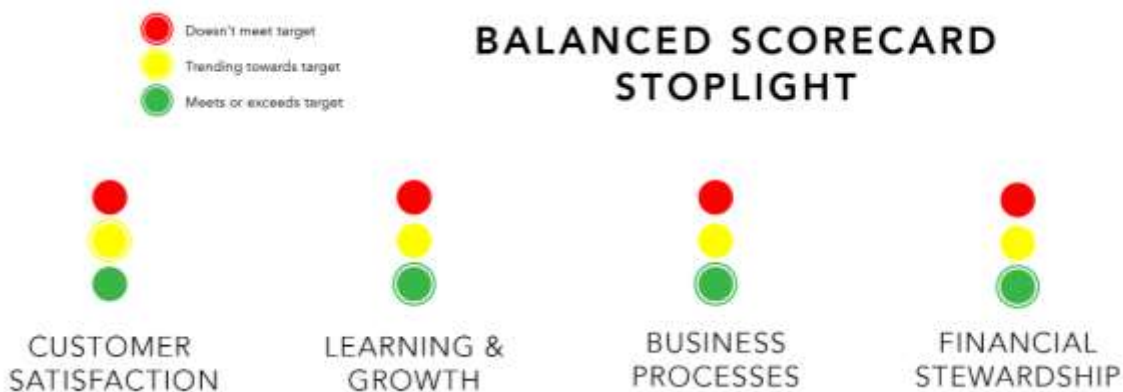 Doesn't meet target
Trending towards target
Meets or exceeds target
BALANCED SCORECARD
STOPLIGHT
CUSTOMER
SATISFACTION
LEARNING &
GROWTH
BUSINESS
PROCESSES
FINANCIAL
STEWARDSHIP